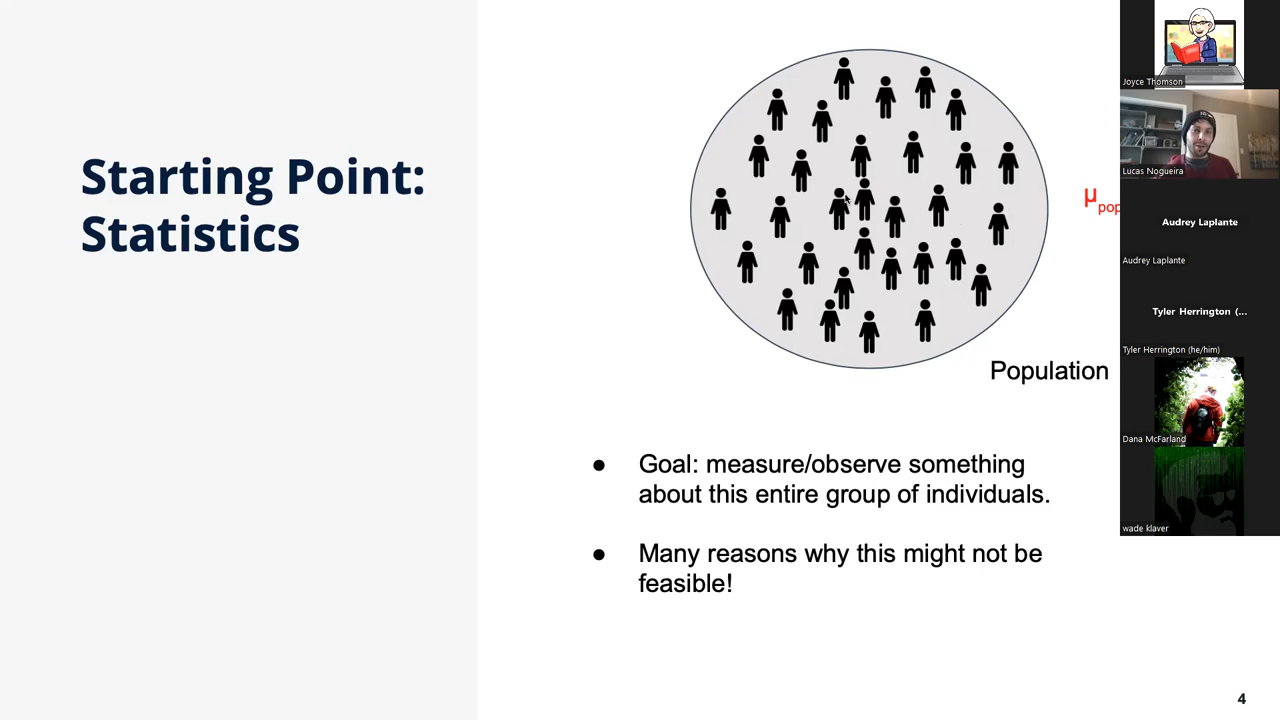 Starting Point:
Statistics
μ
pop
Population
● Goal: measure/observe something
about this entire group of individuals.
● Many reasons why this might not be
feasible!
4
Joyce Thomson
Lucas Nogueira
Audrey Laplante
Audrey Laplante
Tyler Herrington (...
Tyler Herrington (he/him)
Dana McFarland
wade klaver